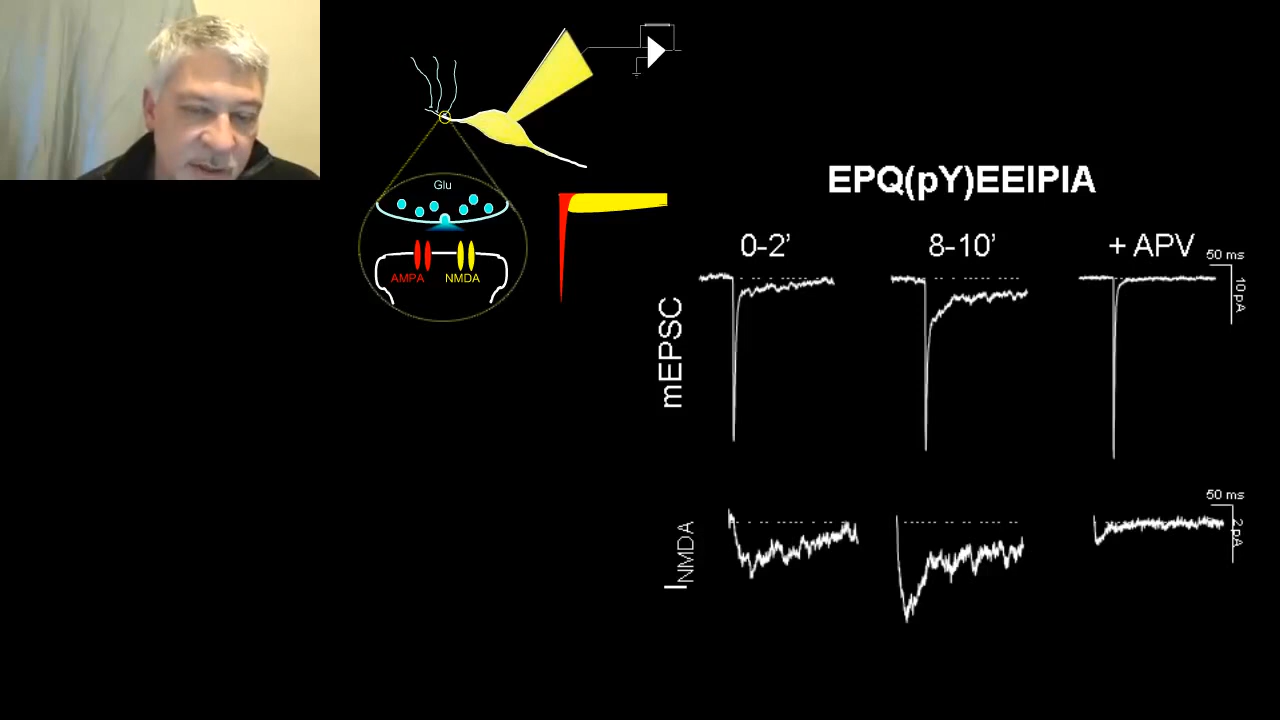 Glu
AMPA NMDA
EPQ(pY)EEIPIA
0-2’ 8-10’ + APV
50 ms
10 pA
mEPSC
50 ms
2 pA
INMDA